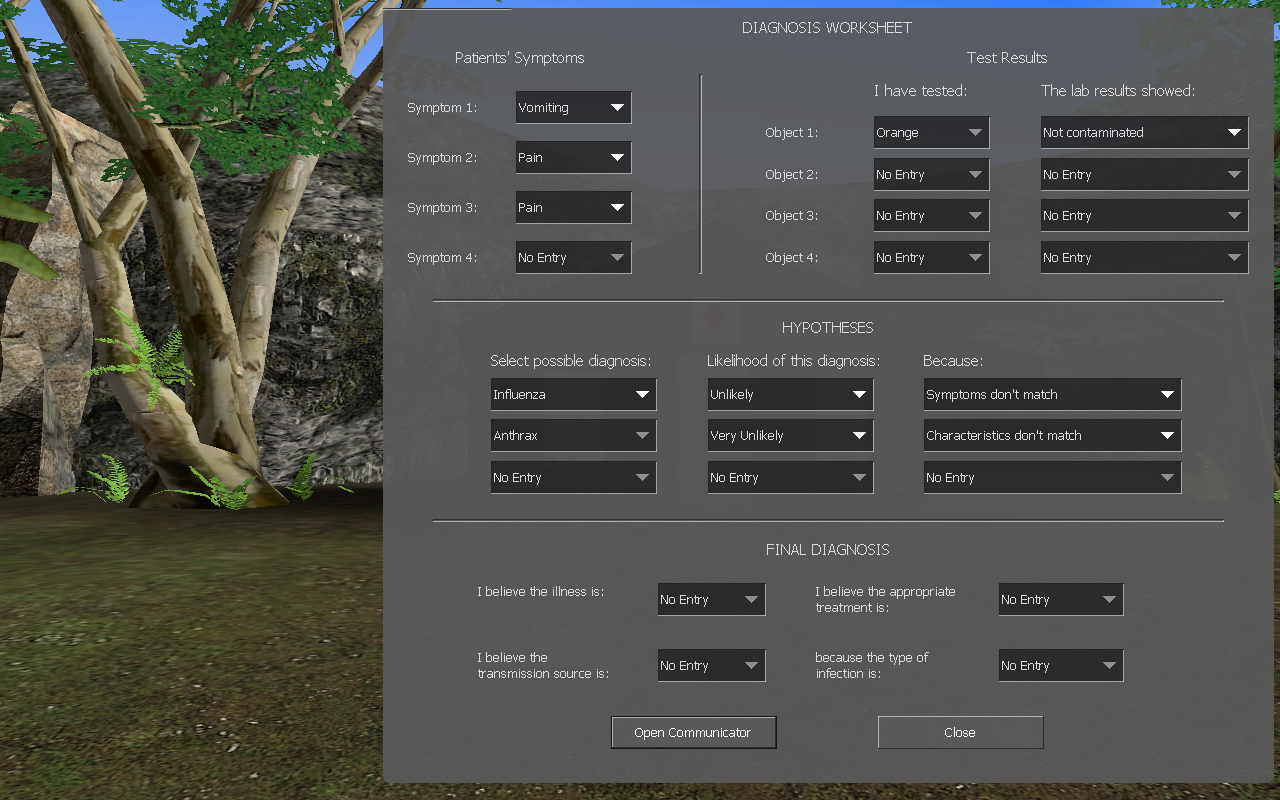 DIAGNOSIS WORKSHEET
Patients' Symptoms
Test Results
I have tested: The lab results showed:
Symptom 1: Vomiting
Symptom 2: Pain
Symptom 3: Pain
Symptom 4: No Entry
Object 1: Orange Not contaminated
Object 2: No Entry No Entry
Object 3: No Entry No Entry
Object 4: No Entry No Entry
HYPOTHESES
Select possible diagnosis: Likelihood of this diagnosis: Because:
Influenza Unlikely Symptoms don't match
Anthrax Very Unlikely Characteristics don't match
No Entry No Entry No Entry
FINAL DIAGNOSIS
I believe the illness is: No Entry
I believe the appropriate
treatment is: No Entry
I believe the
transmission source is: No Entry
because the type of
infection is: No Entry
Open Communicator Close